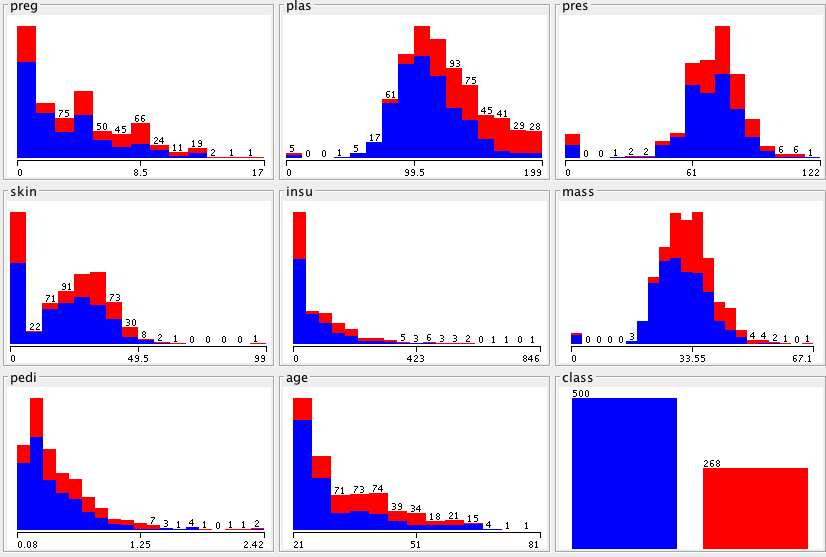 preg
75 50 45 66 24 11 19 2 1 1
0 8.5 17
plas
5 0 0 1 5 17 61 93 75 45 41 29 28
0 99.5 199
pres
0 0 1 2 2 6 6 1
0 61 122
skin
22 71 91 73 30 8 2 1 0 0 0 0 1
0 49.5 99
insu
5 3 6 3 3 2 0 1 1 0 1
0 423 846
mass
0 0 0 0 3 4 4 2 1 0 1
0 33.55 67.1
pedi
7 3 1 4 1 0 1 1 2
0.08 1.25 2.42
age
71 73 74 39 34 18 21 15 4 1 1
21 51 81
class
500
268